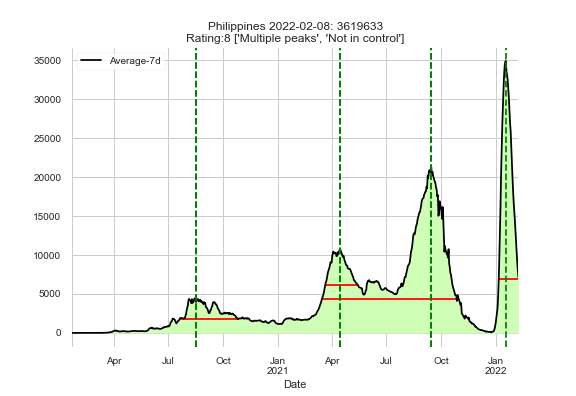 Philippines 2022-02-08: 3619633
Rating:8 ['Multiple peaks', 'Not in control']
Average-7d
35000
30000
25000
20000
15000
10000
5000
0
Apr Jul Oct Jan Apr Jul Oct Jan
2021 2022
Date